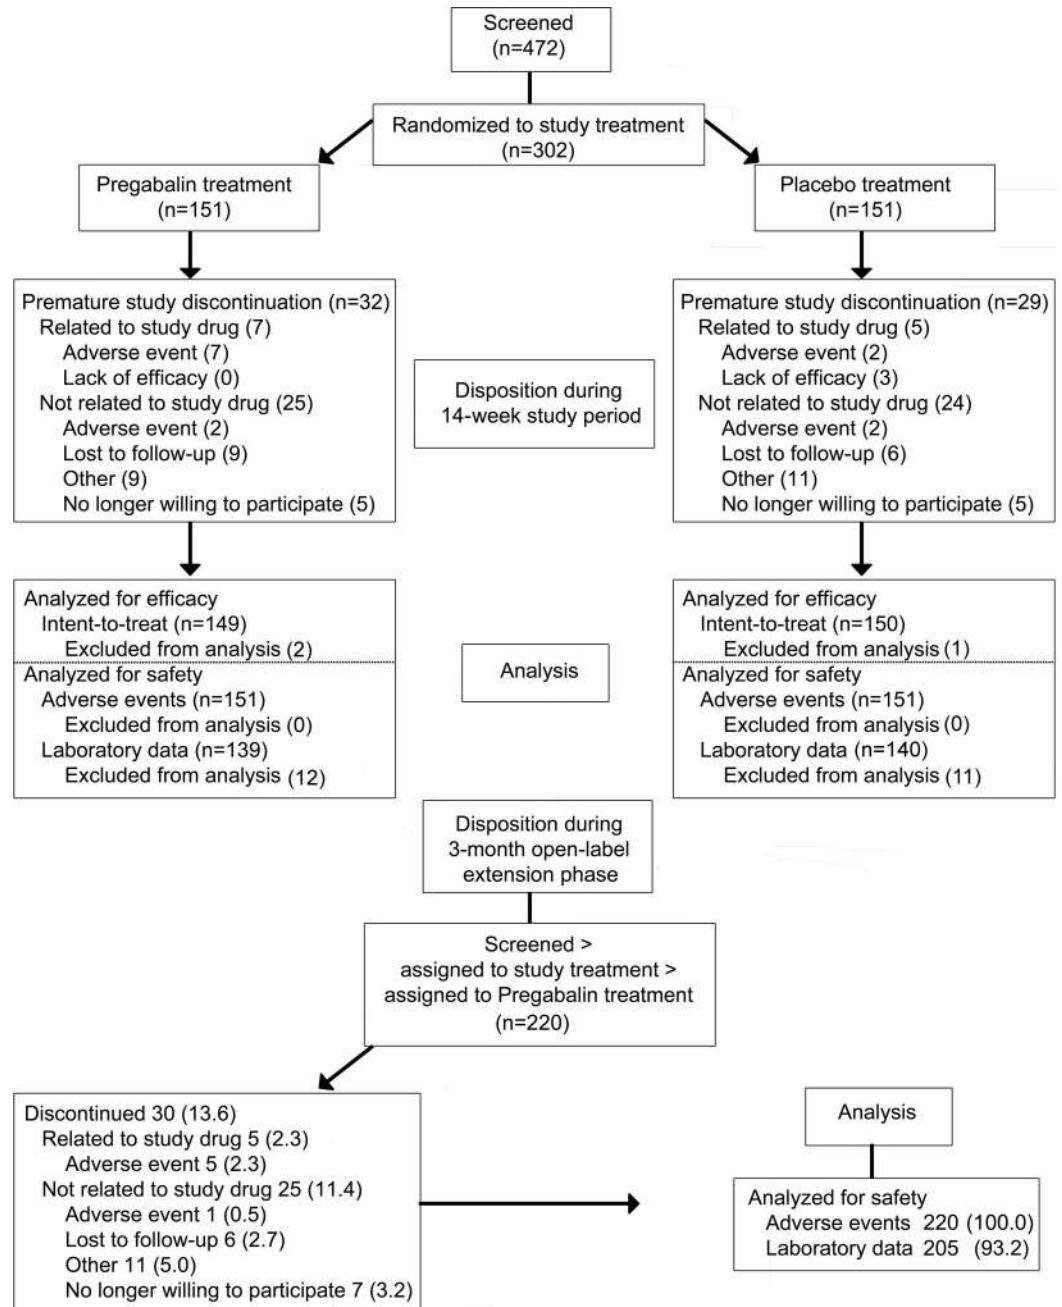 Screened
(n=472)
Randomized to study treatment
(n=302)
Pregabalin treatment
(n=151)
Placebo treatment
(n=151)
Premature study discontinuation (n=32)
Related to study drug (7)
Adverse event (7)
Lack of efficacy (0)
Not related to study drug (25)
Adverse event (2)
Lost to follow-up (9)
Other (9)
No longer willing to participate (5)
Disposition during
14-week study period
Premature study discontinuation (n=29)
Related to study drug (5)
Adverse event (2)
Lack of efficacy (3)
Not related to study drug (24)
Adverse event (2)
Lost to follow-up (6)
Other (11)
No longer willing to participate (5)
Analyzed for efficacy
Intent-to-treat (n=149)
Excluded from analysis (2)
Analyzed for safety
Adverse events (n=151)
Excluded from analysis (0)
Laboratory data (n=139)
Excluded from analysis (12)
Analysis
Analyzed for efficacy
Intent-to-treat (n=150)
Excluded from analysis (1)
Analyzed for safety
Adverse events (n=151)
Excluded from analysis (0)
Laboratory data (n=140)
Excluded from analysis (11)
Disposition during
3-month open-label
extension phase
Screened >
assigned to study treatment >
assigned to Pregabalin treatment
(n=220)
Discontinued 30 (13.6)
Related to study drug 5 (2.3)
Adverse event 5 (2.3)
Not related to study drug 25 (11.4)
Adverse event 1 (0.5)
Lost to follow-up 6 (2.7)
Other 11 (5.0)
No longer willing to participate 7 (3.2)
Analysis
Analyzed for safety
Adverse events 220 (100.0)
Laboratory data 205 (93.2)